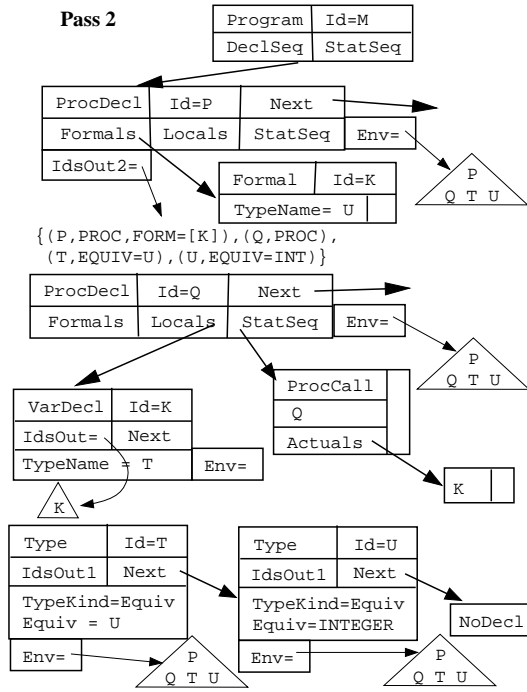 Pass 2
Program Id=M
DeclSeq StatSeq
ProcDecl Id=P Next
Formals Locals StatSeq Env=
IdsOut2=
P
Q T U
Formal Id=K
TypeName= U
{(P,PROC,FORM=[K]),(Q,PROC),
(T,EQUIV=U),(U,EQUIV=INT)}
ProcDecl Id=Q Next
Formals Locals StatSeq Env=
P
Q T U
ProcCall
Q
Actuals
VarDecl Id=K
IdsOut= Next
TypeName = T Env=
K
K
Type Id=T
IdsOut1 Next
TypeKind=Equiv
Equiv = U
Env=
P
Q T U
Type Id=U
IdsOut1 Next
TypeKind=Equiv
Equiv=INTEGER
Env=
P
Q T U
NoDecl